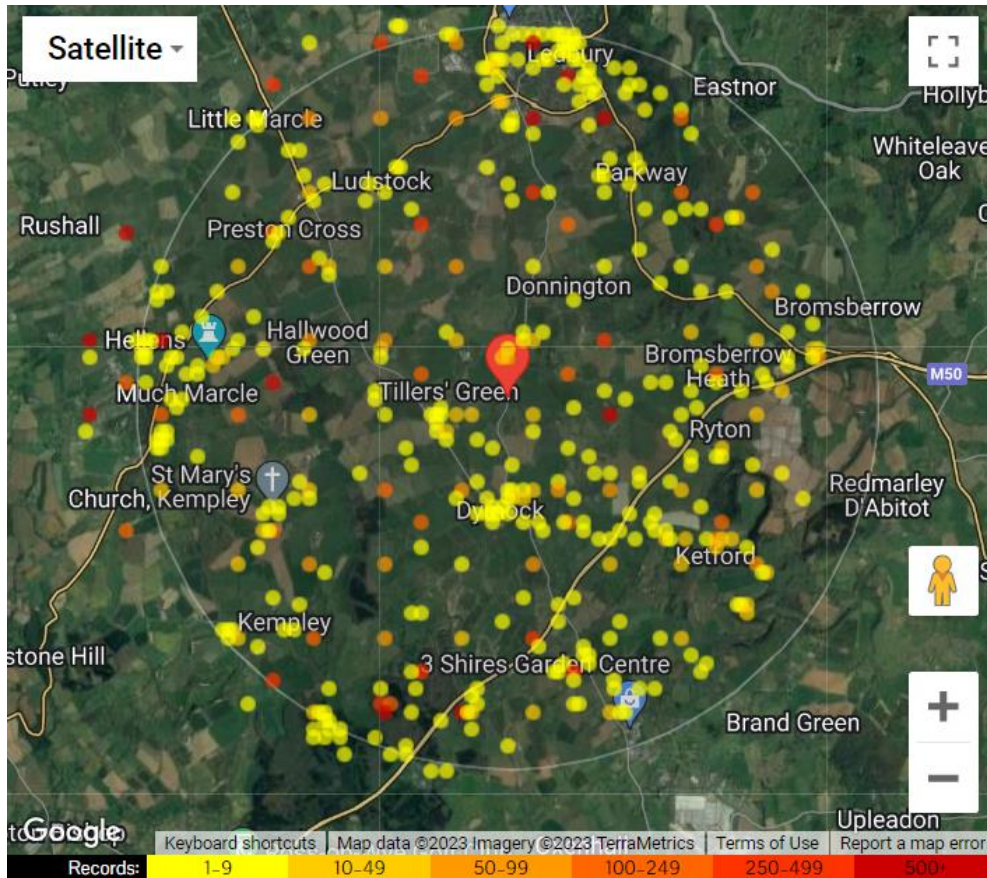 Satellite
Putley
Ledbury
Eastnor
Hollyb
Little Marcle
Whiteleave
Oak
Ludstock
Parkway
Rushall
Preston Cross
Donnington
Bromsberrow
Hellens
Hallwood
Green
Bromsberrow
Heath
M50
Much Marcle
Tillers' Green
Ryton
St Mary's
Church, Kempley
Redmarley
D'Abitot
Dymock
Ketford
Kempley
stone Hill
3 Shires Garden Centre
Brand Green
Upleadon
Google
Keyboard shortcuts
Map data ©2023 Imagery ©2023 TerraMetrics
Terms of Use
Report a map error
Records: 1-9 10-49 50-99 100-249 250-499 500+